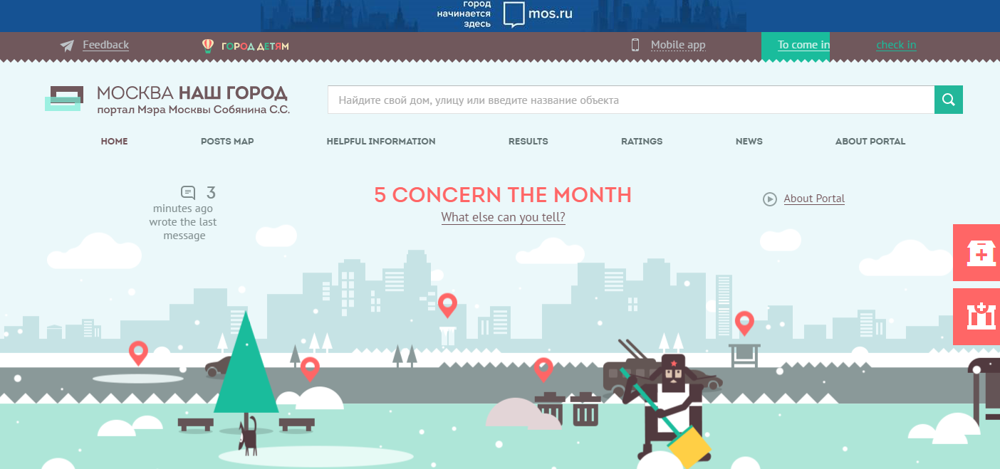 город
начинается
здесь
mos.ru
Feedback
ГОРОД ДЕТЯМ
Mobile app
To come in
check in
МОСКВА НАШ ГОРОД
портал Мэра Москвы Собянина С.С.
Найдите свой дом, улицу или введите название объекта
HOME
POSTS MAP
HELPFUL INFORMATION
RESULTS
RATINGS
NEWS
ABOUT PORTAL
3
minutes ago
wrote the last
message
5 CONCERN THE MONTH
What else can you tell?
About Portal